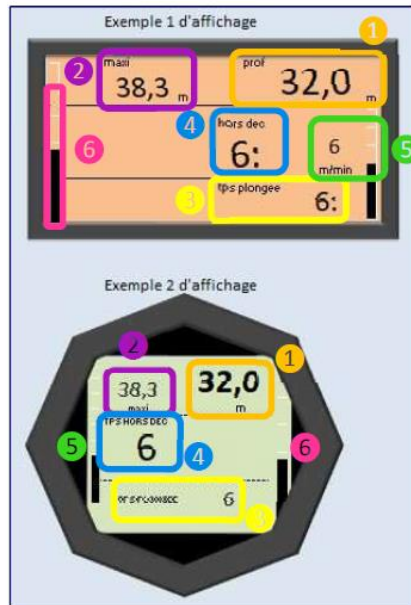 Exemple 1 d'affichage
1
2
maxi
38,3 m
prof
32,0 m
4
hors dec
6:
6
6
m/min
5
3
tps plongee
6:
Exemple 2 d'affichage
2
1
38,3
maxi
32,0
m
TPS HORS DEC
6
5
4
6
6
3